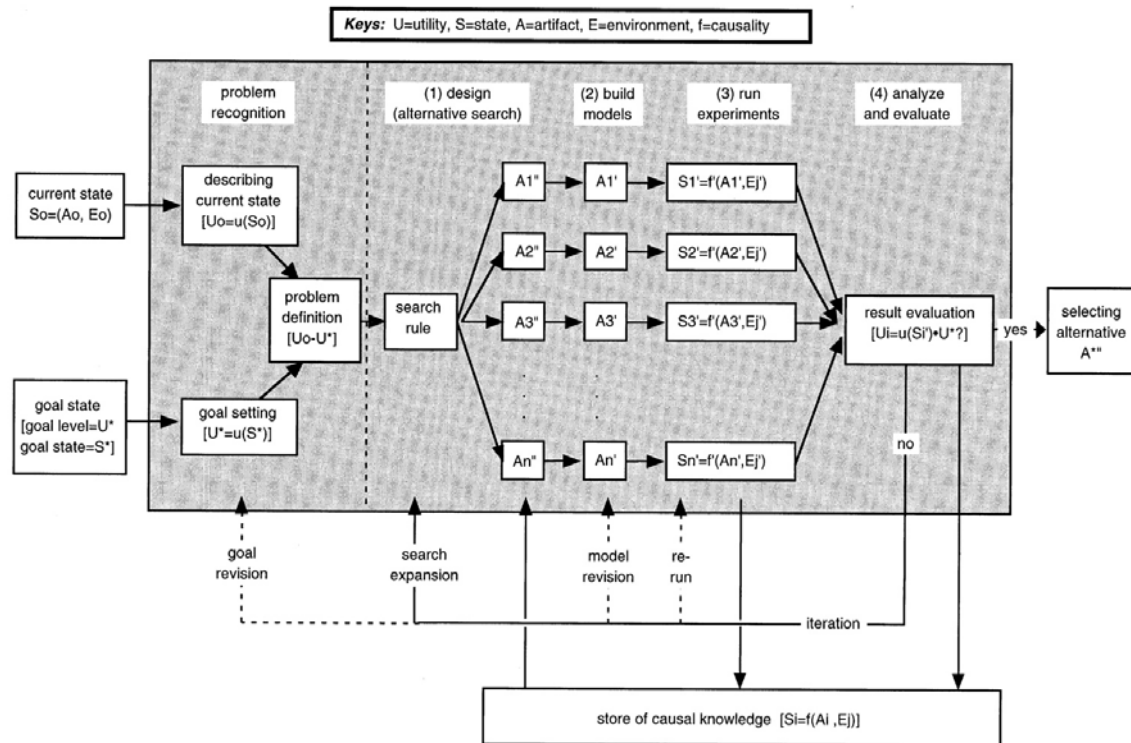 Keys: U=utility, S=state, A=artifact, E=environment, f=causality
problem
recognition
(1) design
(alternative search)
(2) build
models
(3) run
experiments
(4) analyze
and evaluate
current state
So=(Ao, Eo)
describing
current state
[Uo=u(So)]
problem
definition
[Uo-U*]
goal state
[goal level=U*
goal state=S*]
goal setting
[U*=u(S*)]
search
rule
A1"
A1'
S1'=f'(A1',Ej')
A2"
A2'
S2'=f'(A2',Ej')
A3"
A3'
S3'=f'(A3',Ej')
An"
An'
Sn'=f'(An',Ej')
result evaluation
[Ui=u(Si')•U*?]
yes
selecting
alternative
A*"
no
goal
revision
search
expansion
model
revision
re-
run
iteration
store of causal knowledge [Si=f(Ai ,Ej)]